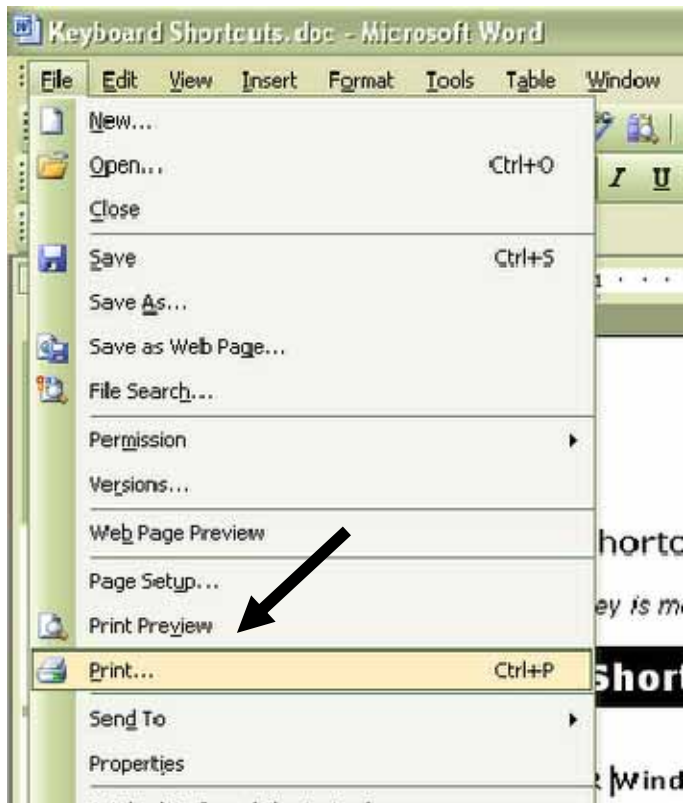 Keyboard Shortcuts.doc - Microsoft Word
File Edit View Insert Format Tools Table Window
New...
Open... Ctrl+O
I U
Close
Save Ctrl+S
1
Save As...
Save as Web Page...
File Search...
Permission
Versions...
Web Page Preview
horto
Page Setup...
ey is m
Print Preview
Print... Ctrl+P
Short
Send To
Properties
Wind